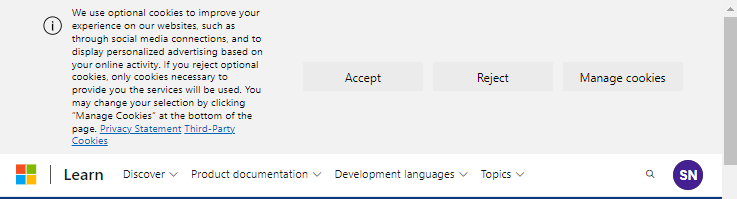 We use optional cookies to improve your
experience on our websites, such as
through social media connections, and to
display personalized advertising based on
your online activity. If you reject optional
cookies, only cookies necessary to
provide you the services will be used. You
may change your selection by clicking
"Manage Cookies" at the bottom of the
page. Privacy Statement Third-Party
Cookies
Accept Reject Manage cookies
Learn Discover Product documentation Development languages Topics SN